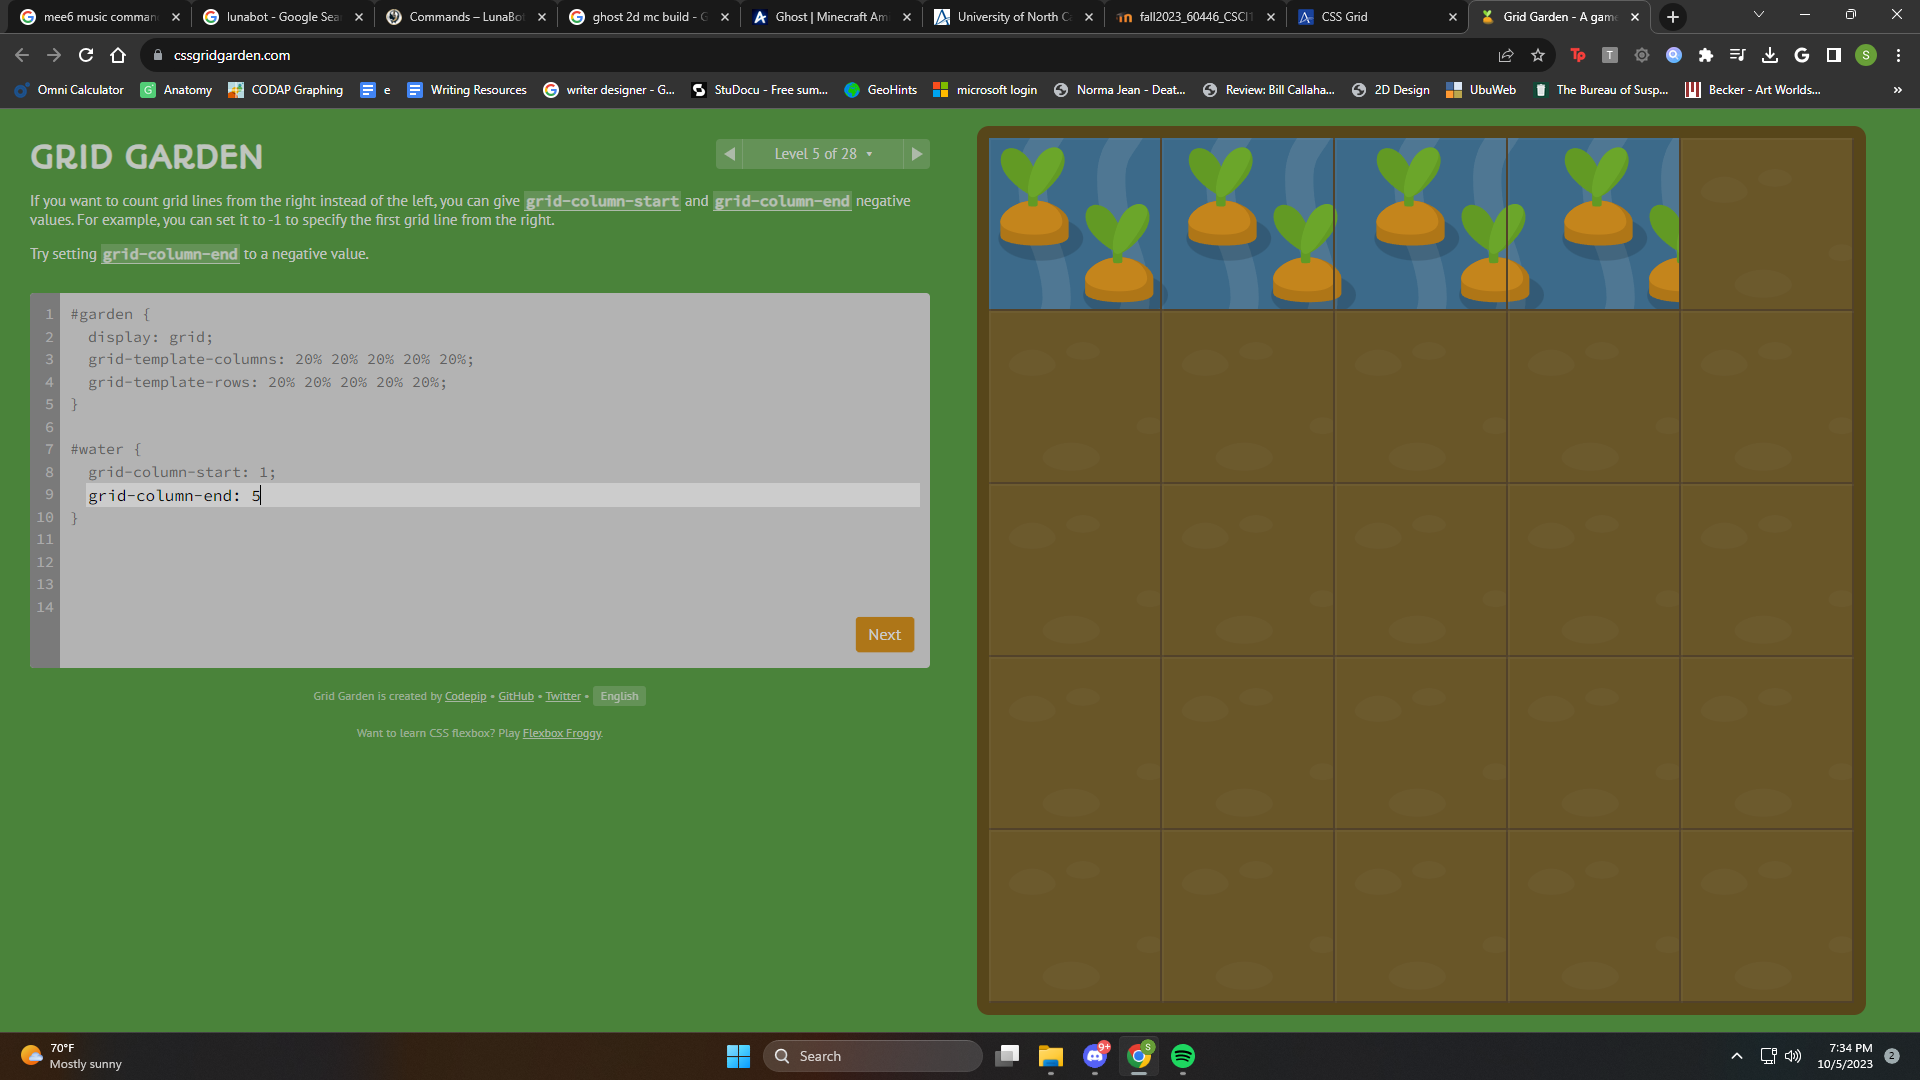 mee6 music comman
lunabot - Google Sea
Commands – LunaBo
ghost 2d mc build - G
Ghost | Minecraft Am
University of North C
fall2023_60446_CSCI
CSS Grid
Grid Garden - A game
cssgridgarden.com
Omni Calculator
Anatomy
CODAP Graphing
e
Writing Resources
writer designer - G...
StuDocu - Free sum...
GeoHints
microsoft login
Norma Jean - Deat...
Review: Bill Callaha...
2D Design
UbuWeb
The Bureau of Susp...
Becker - Art Worlds...
»
GRID GARDEN
Level 5 of 28
If you want to count grid lines from the right instead of the left, you can give grid-column-start and grid-column-end negative
values. For example, you can set it to -1 to specify the first grid line from the right.
Try setting grid-column-end to a negative value.
1 #garden {
2 display: grid;
3 grid-template-columns: 20% 20% 20% 20% 20%;
4 grid-template-rows: 20% 20% 20% 20% 20%;
5 }
6
7 #water {
8 grid-column-start: 1;
9 grid-column-end: 5
10 }
11
12
13
14
Next
Grid Garden is created by Codepip • GitHub • Twitter • English
Want to learn CSS flexbox? Play Flexbox Froggy.
70°F
Mostly sunny
Search
9+
S
7:34 PM
10/5/2023
2